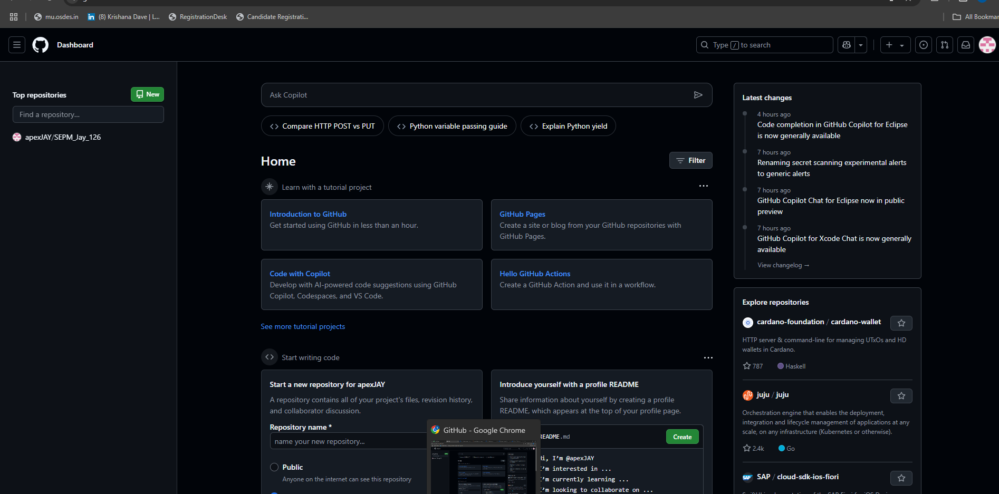 mu.osdes.in
in (8) Krishana Dave | L...
RegistrationDesk
Candidate Registrati...
All Bookmar
Dashboard
Type / to search
Top repositories
New
Find a repository...
apexJAY/SEPM_Jay_126
Ask Copilot
Compare HTTP POST vs PUT
Python variable passing guide
Explain Python yield
Home
Filter
Learn with a tutorial project
Introduction to GitHub
Get started using GitHub in less than an hour.
GitHub Pages
Create a site or blog from your GitHub repositories with
GitHub Pages.
Code with Copilot
Develop with AI-powered code suggestions using GitHub
Copilot, Codespaces, and VS Code.
Hello GitHub Actions
Create a GitHub Action and use it in a workflow.
See more tutorial projects
Start writing code
Start a new repository for apexJAY
A repository contains all of your project's files, revision history,
and collaborator discussion.
Repository name *
name your new repository...
Public
Anyone on the internet can see this repository
Introduce yourself with a profile README
Share information about yourself by creating a profile
README, which appears at the top of your profile page.
GitHub - Google Chrome
README.md
Create
Hi, I'm @apexJAY
I'm interested in ...
I'm currently learning ...
I'm looking to collaborate on ...
Latest changes
4 hours ago
Code completion in GitHub Copilot for Eclipse
is now generally available
7 hours ago
Renaming secret scanning experimental alerts
to generic alerts
7 hours ago
GitHub Copilot Chat for Eclipse now in public
preview
7 hours ago
GitHub Copilot for Xcode Chat is now generally
available
View changelog →
Explore repositories
cardano-foundation / cardano-wallet
HTTP server & command-line for managing UTxOs and HD
wallets in Cardano.
787
Haskell
juju / juju
Orchestration engine that enables the deployment,
integration and lifecycle management of applications at any
scale, on any infrastructure (Kubernetes or otherwise).
2.4k
Go
SAP
SAP / cloud-sdk-ios-fiori